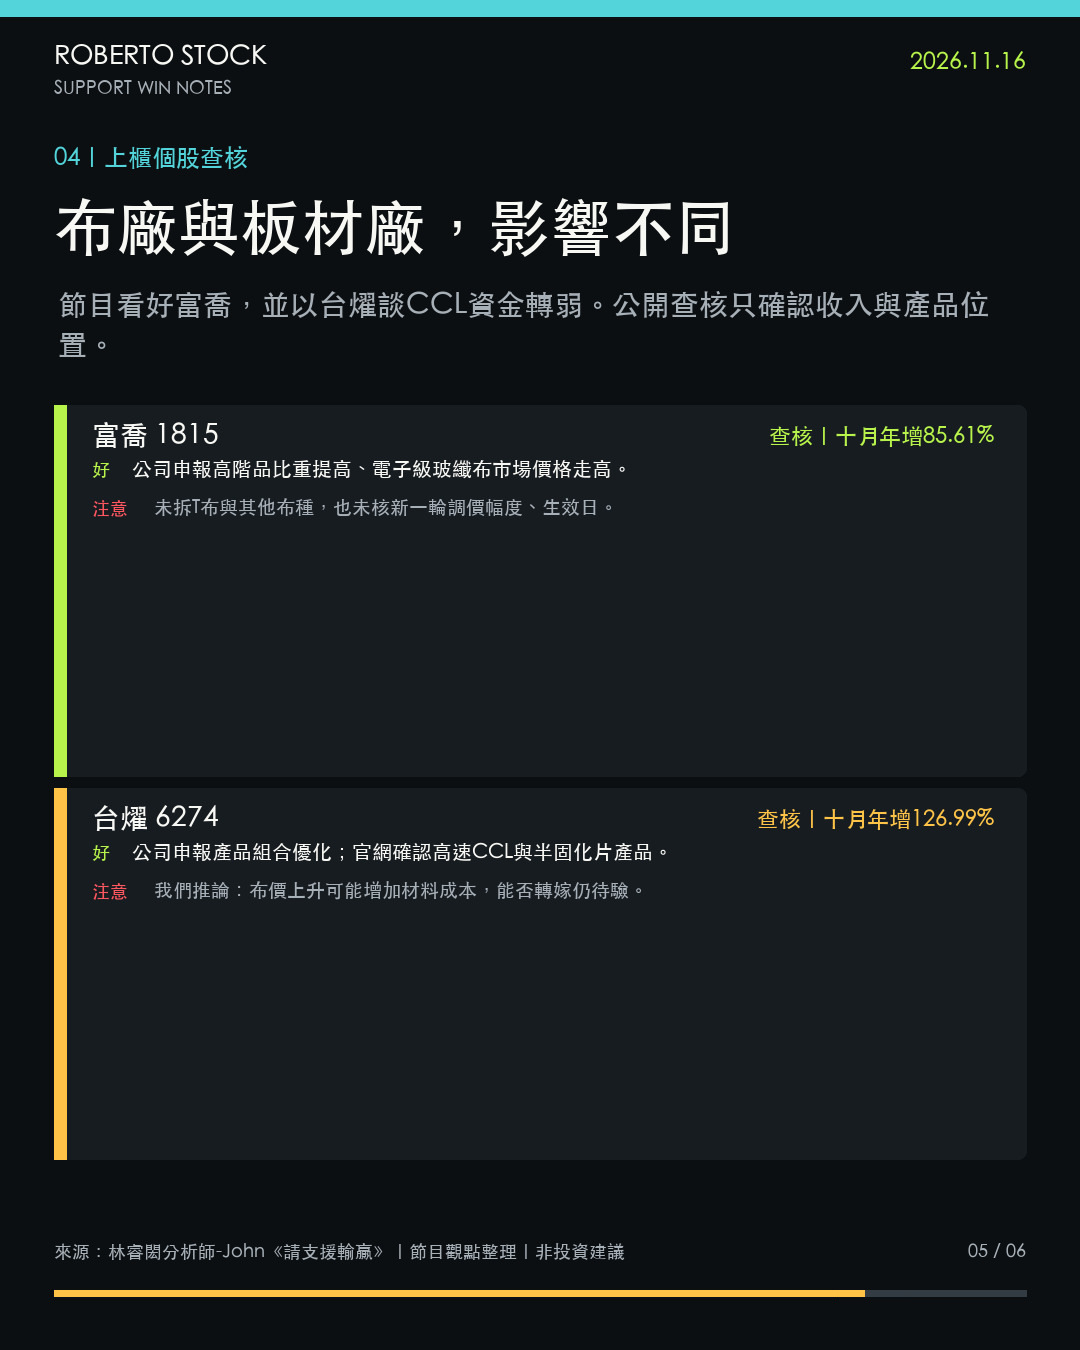 ROBERTO STOCK
SUPPORT WIN NOTES
2026.11.16
04 | 上櫃個股查核
布廠與板材廠，影響不同
節目看好富喬，並以台燿談CCL資金轉弱。公開查核只確認收入與產品位
置。
富喬 1815
查核 | 十月年增85.61%
好 公司申報高階品比重提高、電子級玻纖布市場價格走高。
注意 未拆T布與其他布種，也未核新一輪調價幅度、生效日。
台燿 6274
查核 | 十月年增126.99%
好 公司申報產品組合優化；官網確認高速CCL與半固化片產品。
注意 我們推論：布價上升可能增加材料成本，能否轉嫁仍待驗。
來源：林睿閎分析師-John《請支援輸贏》 | 節目觀點整理 | 非投資建議
05 / 06